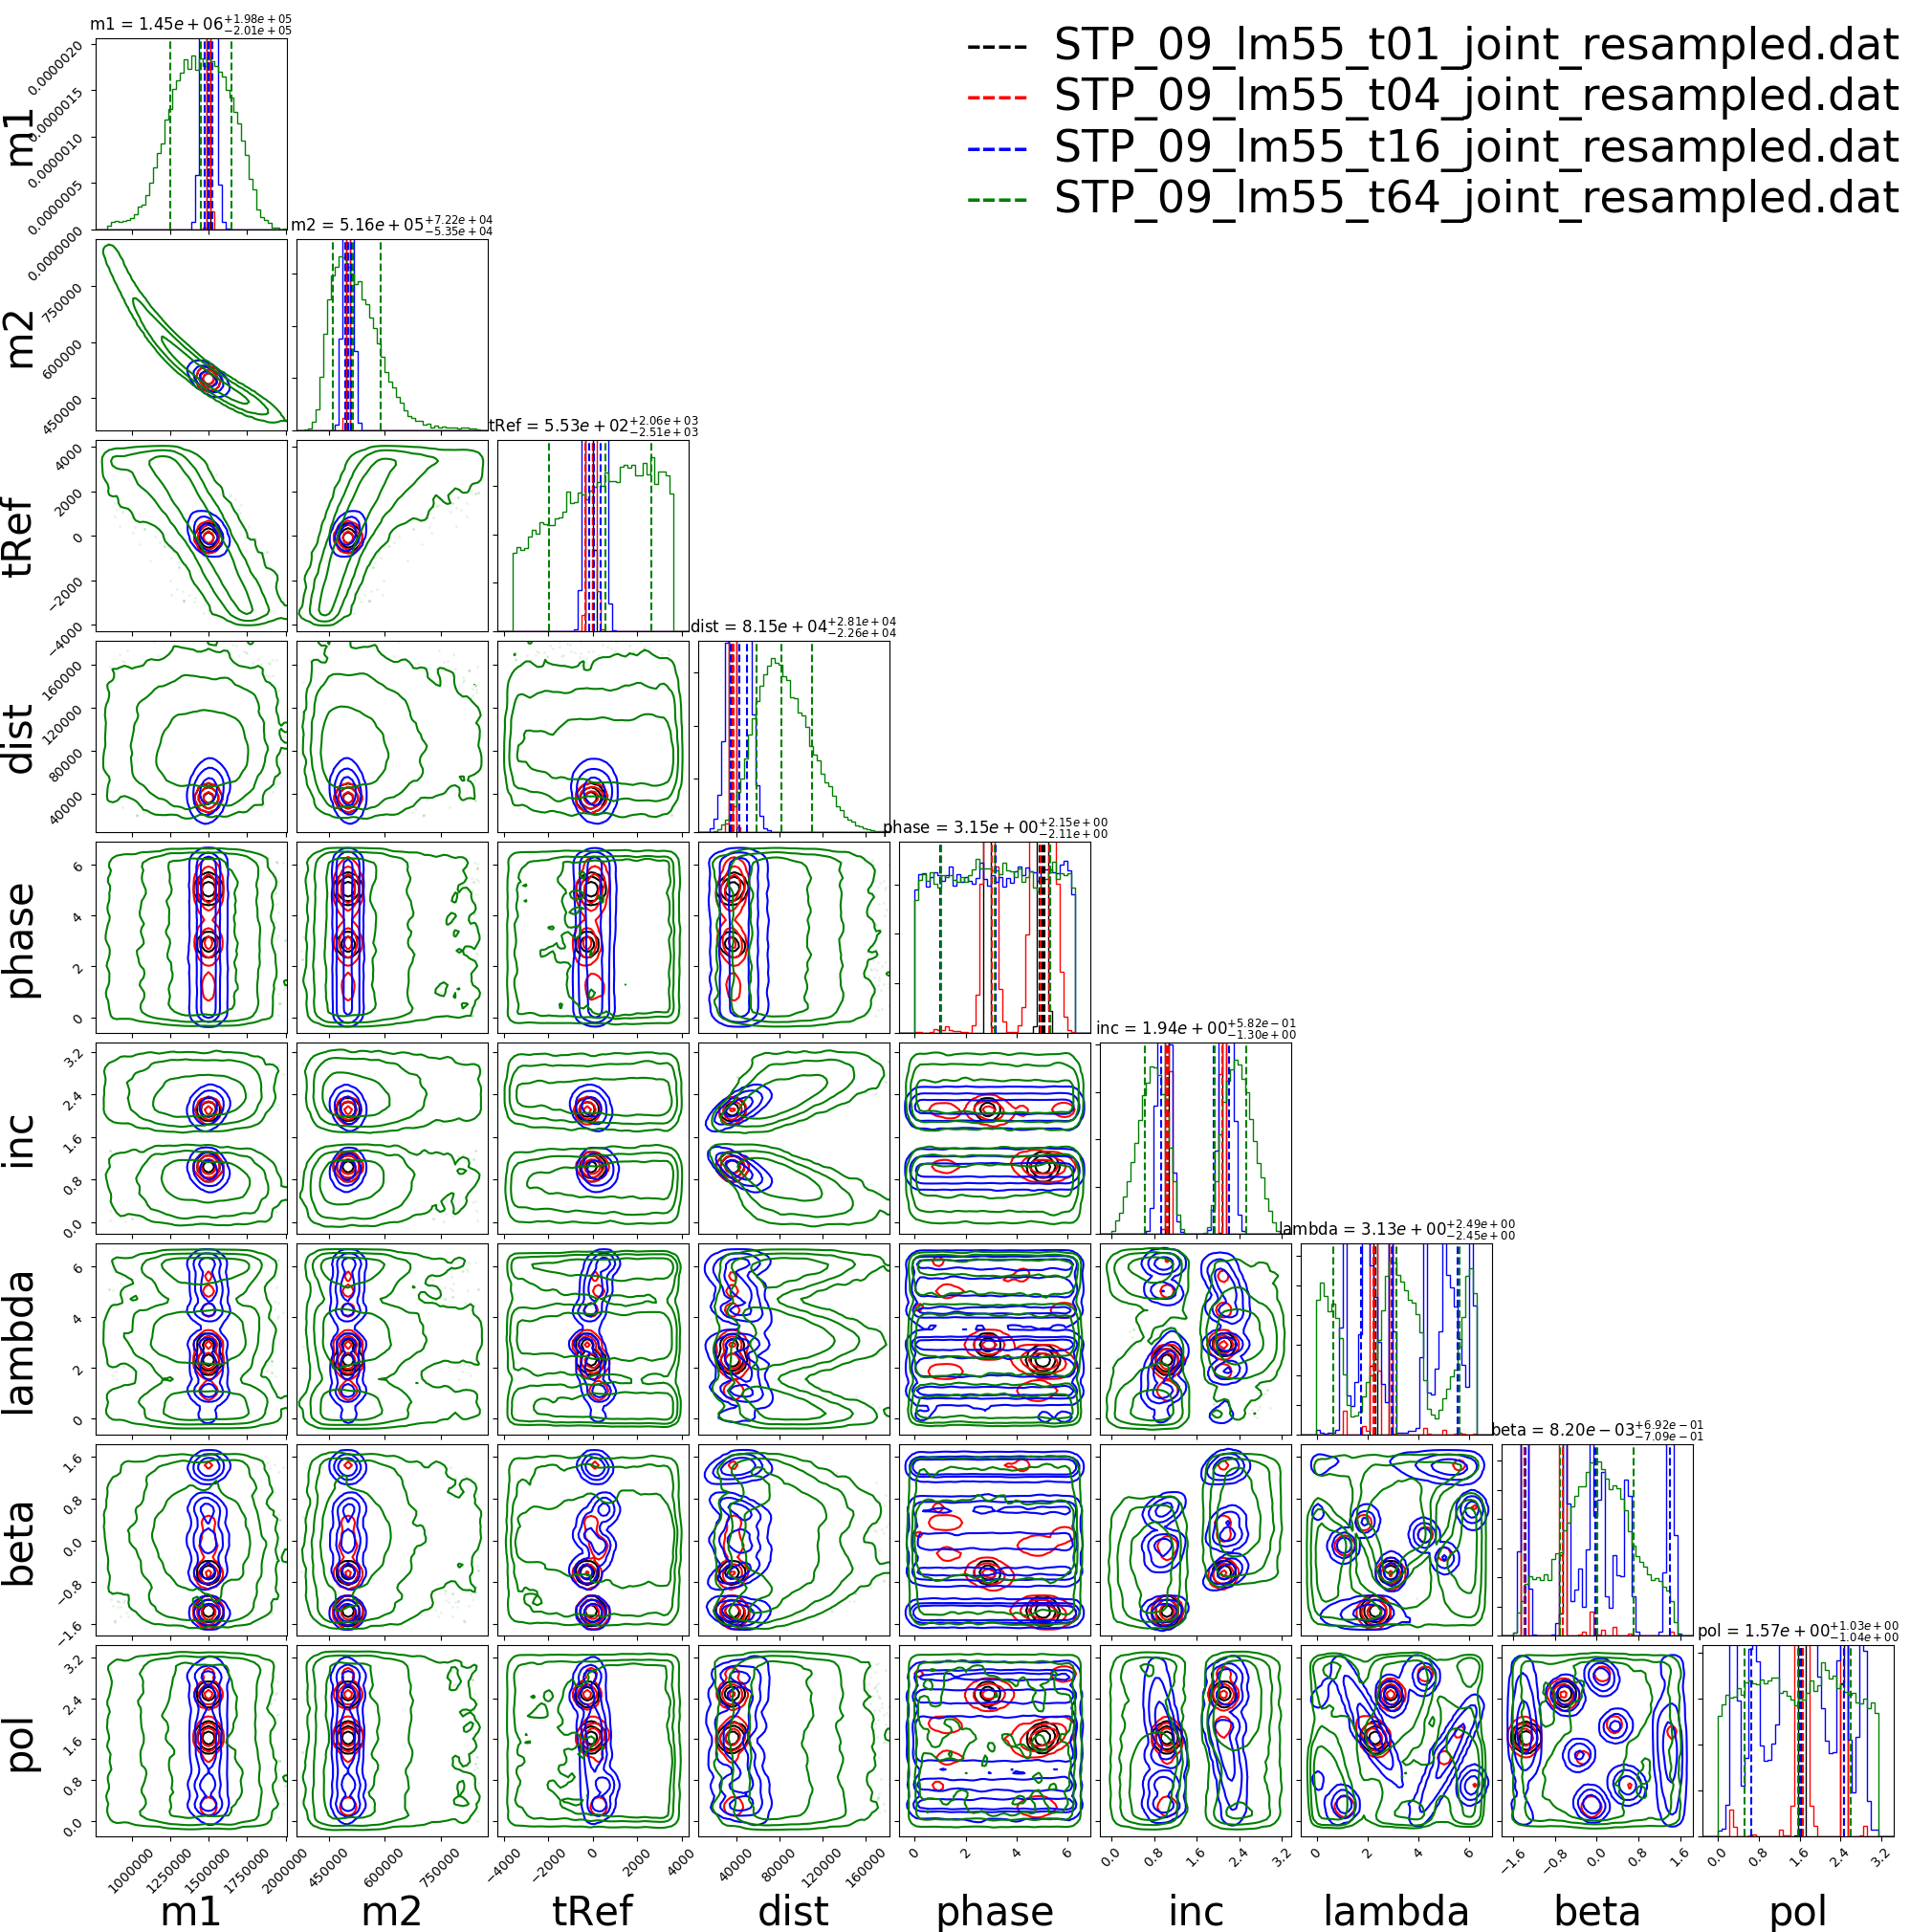 m1 = 1.45e + 06 +1.98e + 05 −2.01e + 05
STP_09_lm55_t01_joint_resampled.dat
STP_09_lm55_t04_joint_resampled.dat
STP_09_lm55_t16_joint_resampled.dat
STP_09_lm55_t64_joint_resampled.dat
0.0000020
0.0000015
0.0000010
0.0000005
0.0000000
m1
m2 = 5.16e + 05 +7.22e + 04 −5.35e + 04
750000
600000
450000
m2
tRef = 5.53e + 02 +2.06e + 03 −2.51e + 03
4000
2000
0
−2000
−4000
tRef
dist = 8.15e + 04 +2.81e + 04 −2.26e + 04
160000
120000
80000
40000
dist
phase = 3.15e + 00 +2.15e + 00 −2.11e + 00
6
4
2
0
phase
inc = 1.94e + 00 +5.82e − 01 −1.30e + 00
3.2
2.4
1.6
0.8
0.0
inc
lambda = 3.13e + 00 +2.49e + 00 −2.45e + 00
6
4
2
0
lambda
beta = 8.20e − 03 +6.92e − 01 −7.09e − 01
1.6
0.8
0.0
−0.8
−1.6
beta
pol = 1.57e + 00 +1.03e + 00 −1.04e + 00
3.2
2.4
1.6
0.8
0.0
pol
1000000 1250000 1500000 1750000 2000000 450000 600000 750000 −4000 −2000 0 2000 4000 40000 80000 120000 160000 0 2 4 6 0.0 0.8 1.6 2.4 3.2 0 2 4 6 −1.6 −0.8 0.0 0.8 1.6 0.0 0.8 1.6 2.4 3.2
m1 m2 tRef dist phase inc lambda beta pol